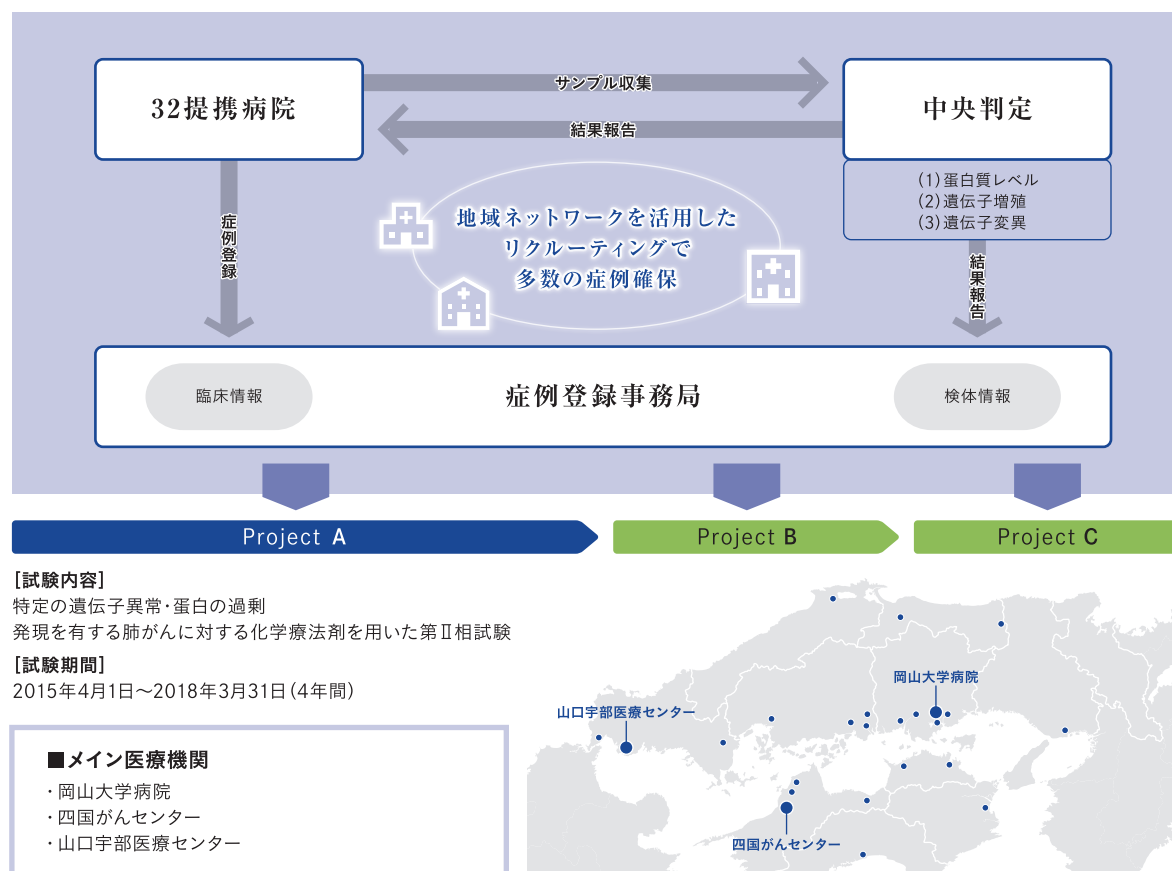 32提携病院
サンプル収集
結果報告
中央判定
(1)蛋白質レベル
(2)遺伝子増殖
(3)遺伝子変異
症例登録
地域ネットワークを活用した
リクルーティングで
多数の症例確保
結果報告
臨床情報
症例登録事務局
検体情報
Project A
Project B
Project C
[試験内容]
特定の遺伝子異常・蛋白の過剰
発現を有する肺がんに対する化学療法剤を用いた第Ⅱ相試験
[試験期間]
2015年4月1日〜2018年3月31日(4年間)
■メイン医療機関
・岡山大学病院
・四国がんセンター
・山口宇部医療センター
岡山大学病院
山口宇部医療センター
四国がんセンター